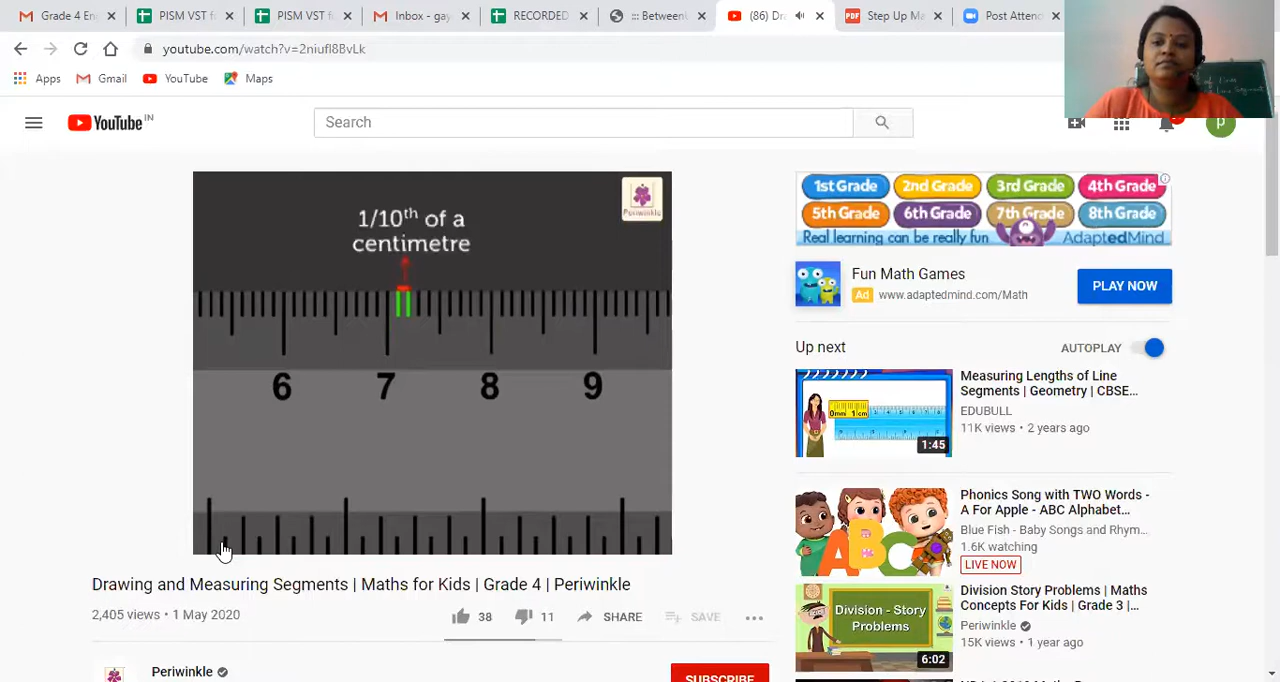 Grade 4 En
PISM VST f
PISM VST f
Inbox - gay
RECORDED
::: Between
(86) Dr
Step Up Ma
Post Attend
youtube.com/watch?v=2niufl8BvLk
Apps
Gmail
YouTube
Maps
YouTube IN
Search
p
1/10th of a
centimetre
Periwinkle
6 7 8 9
Drawing and Measuring Segments | Maths for Kids | Grade 4 | Periwinkle
2,405 views • 1 May 2020
38
11
SHARE
SAVE
Periwinkle
SUBSCRIBE
1st Grade 2nd Grade 3rd Grade 4th Grade
5th Grade 6th Grade 7th Grade 8th Grade
Real learning can be really fun AdaptedMind
Fun Math Games
Ad www.adaptedmind.com/Math
PLAY NOW
Up next
AUTOPLAY
Measuring Lengths of Line
Segments | Geometry | CBSE...
EDUBULL
11K views • 2 years ago
1:45
Phonics Song with TWO Words -
A For Apple - ABC Alphabet...
Blue Fish - Baby Songs and Rhym...
1.6K watching
LIVE NOW
ABC
Division Story Problems | Maths
Concepts For Kids | Grade 3 |...
Periwinkle
15K views • 1 year ago
Division - Story
Problems
6:02